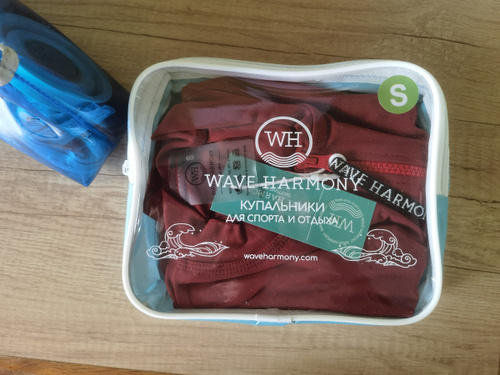 S
WH
WAVE HARMONY
WAVE HARMONY
КУПАЛЬНИКИ
ДЛЯ СПОРТА И ОТДЫХА
waveharmony.com
S